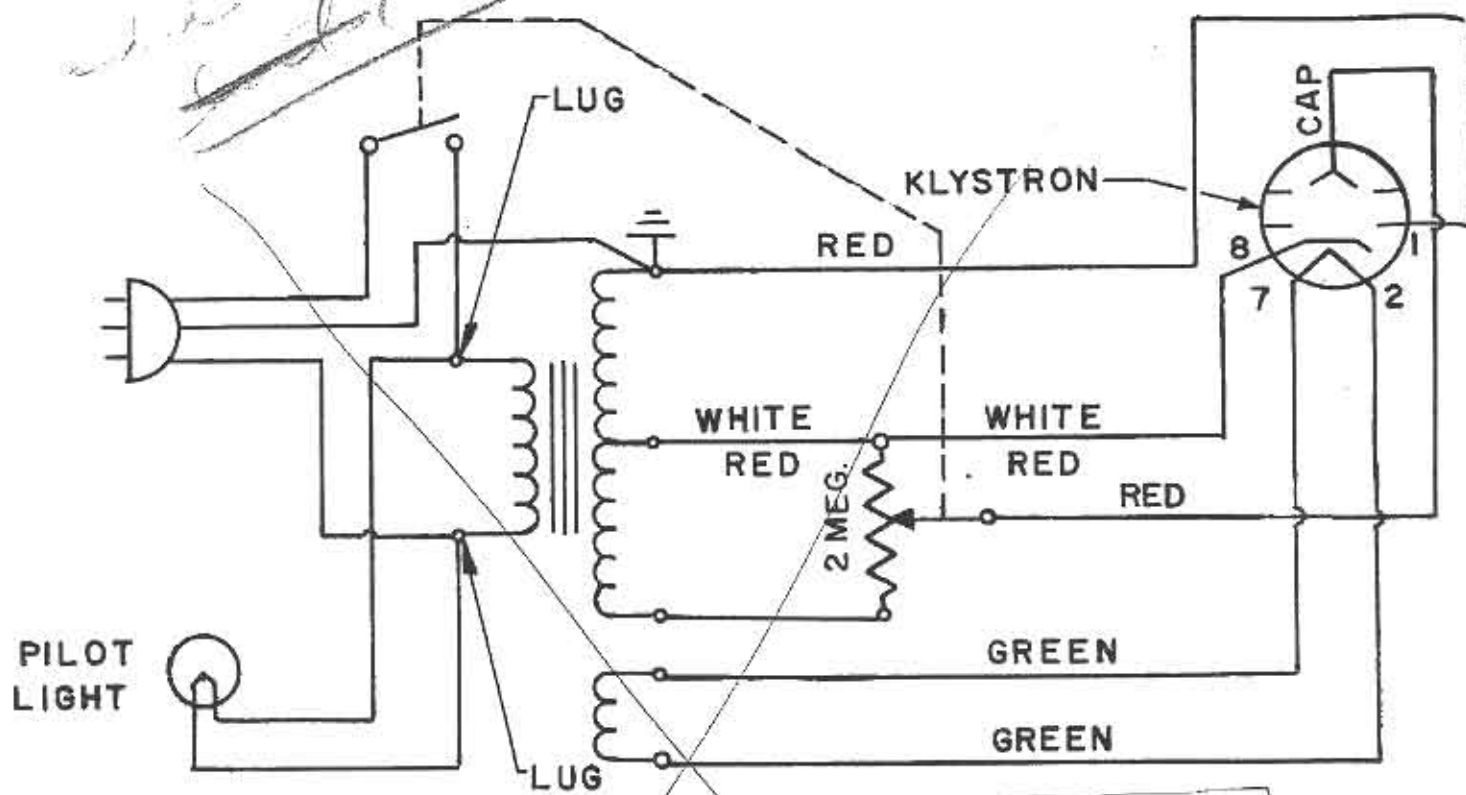 LUG
CAP
KLYSTRON
RED
8
1
7
2
WHITE
RED
WHITE
RED
2 MEG.
RED
PILOT
LIGHT
GREEN
GREEN
LUG